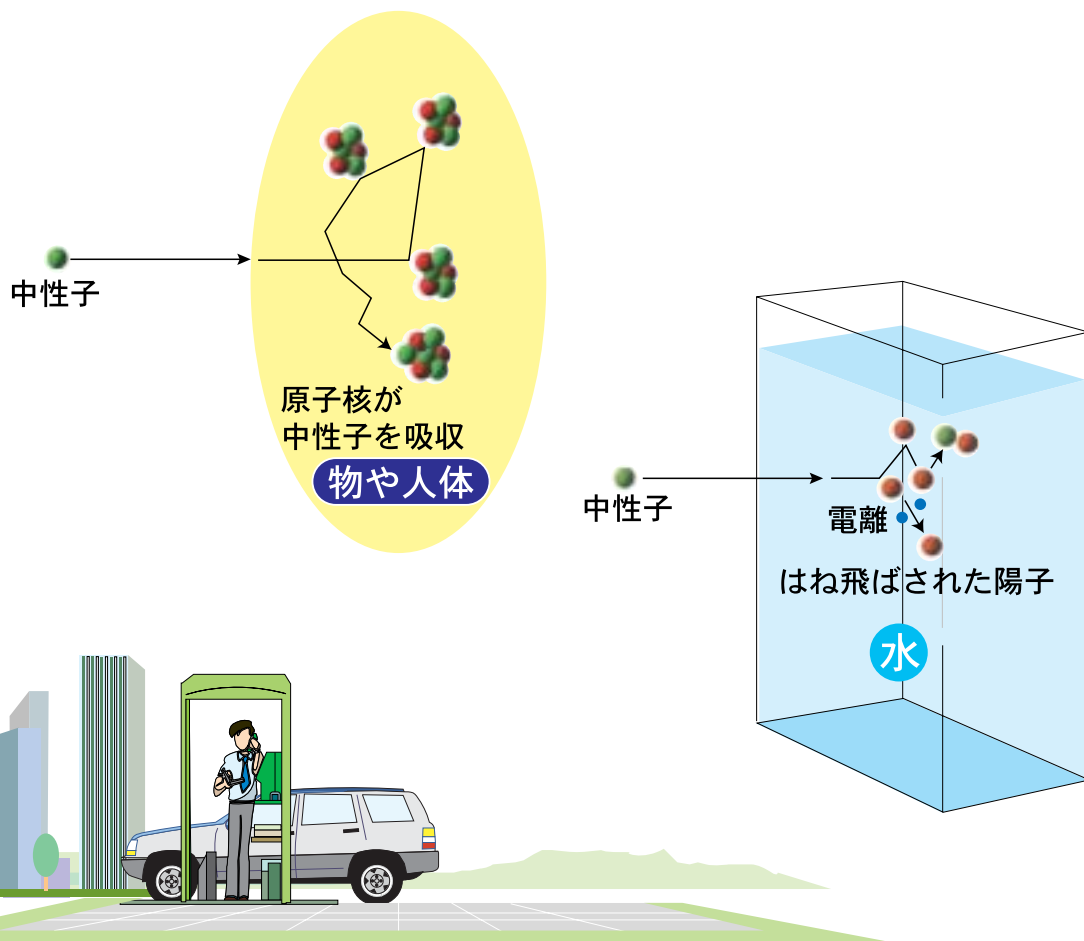 中性子
原子核が
中性子を吸収
物や人体
中性子
電離
はね飛ばされた陽子
水